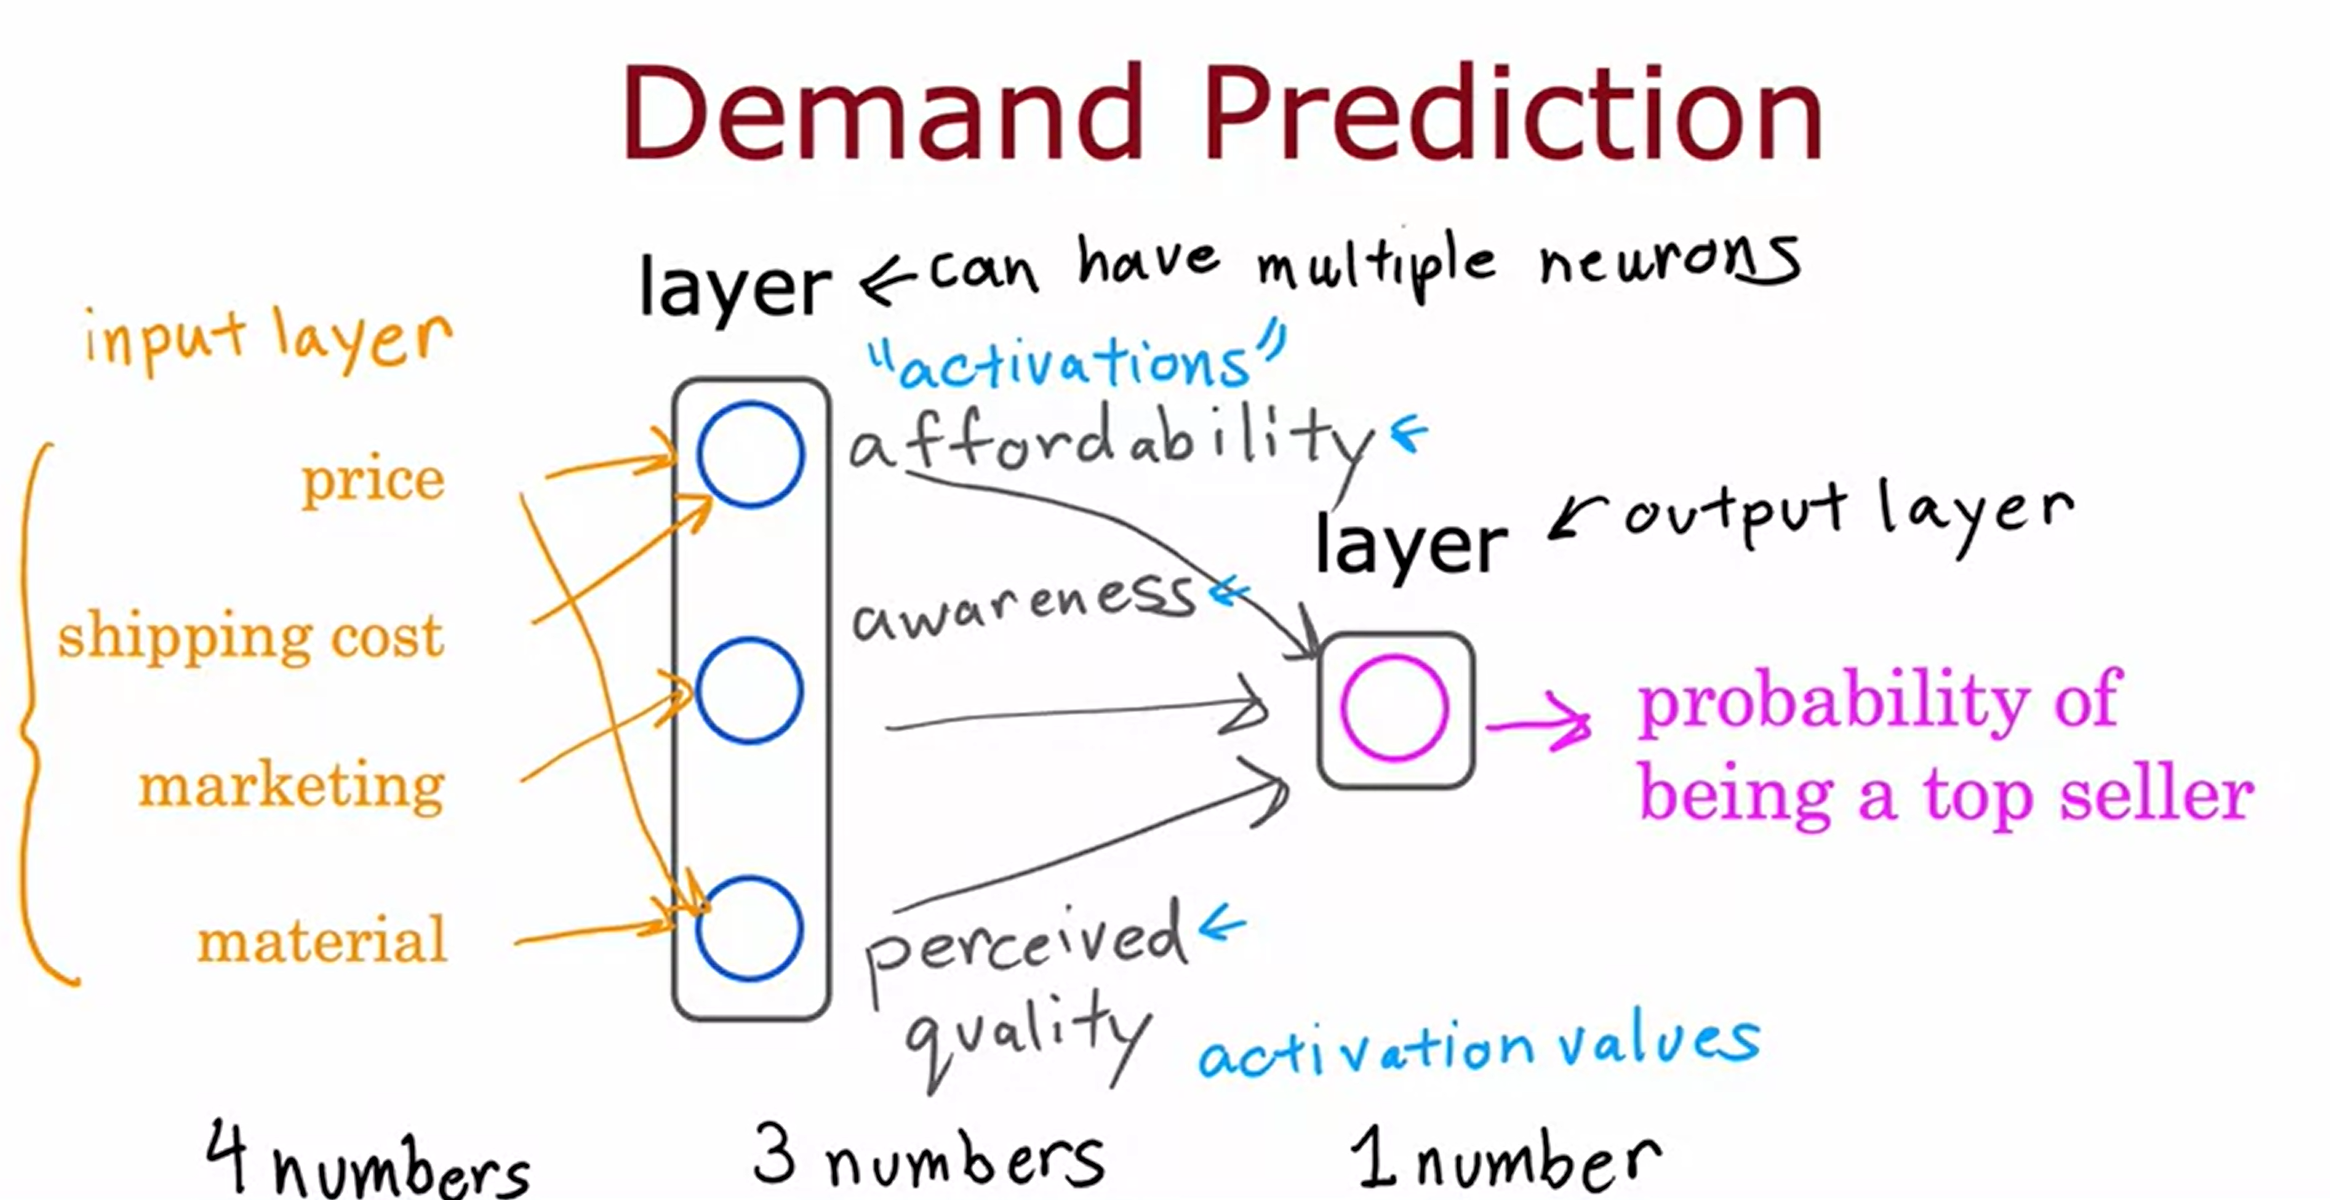 Demand Prediction
layer ← can have multiple neurons
input layer
"activations"
price
affordability ←
layer ← output layer
shipping cost
awareness ←
probability of
being a top seller
marketing
material
perceived ←
quality
activation values
4 numbers
3 numbers
1 number